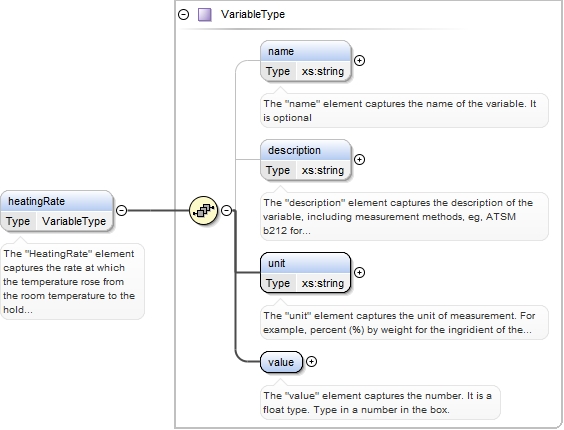 VariableType
name
Type xs:string
The "name" element captures the name of the variable. It
is optional
description
Type xs:string
The "description" element captures the description of the
variable, including measurement methods, eg, ATSM
b212 for...
heatingRate
Type VariableType
The "HeatingRate" element
captures the rate at which
the temperature rose from
the room temperature to the
hold...
unit
Type xs:string
The "unit" element captures the unit of measurement. For
example, percent (%) by weight for the ingridient of the...
value
The "value" element captures the number. It is a
float type. Type in a number in the box.